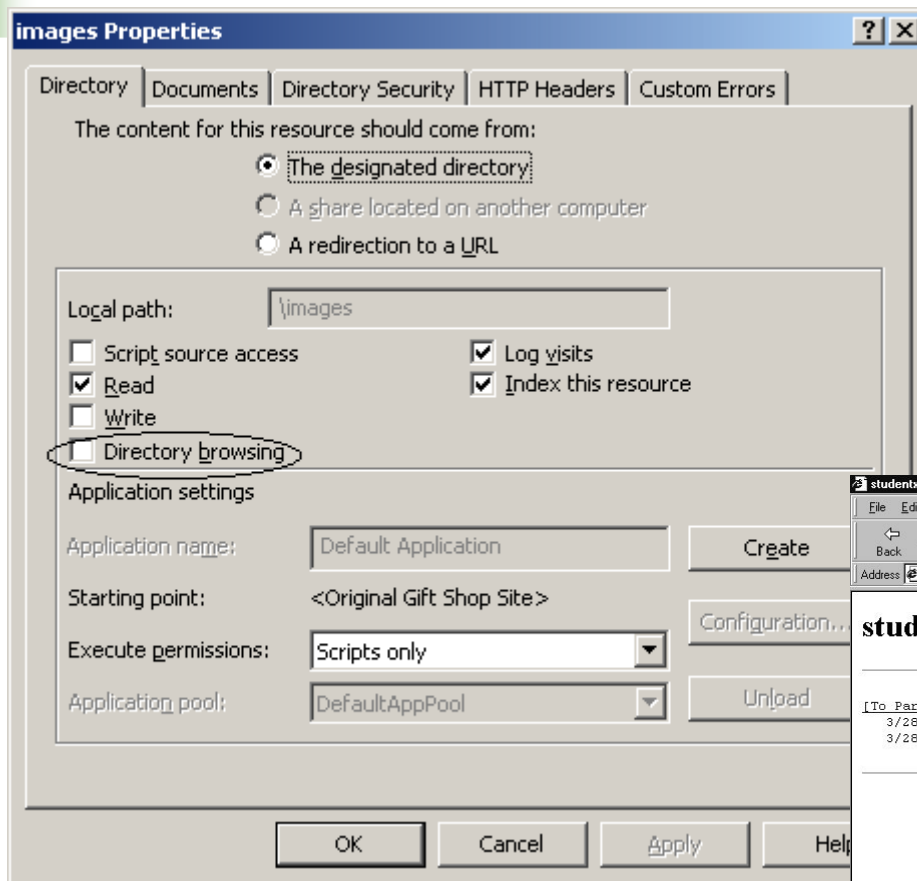 images Properties
Directory Documents Directory Security HTTP Headers Custom Errors
The content for this resource should come from:
The designated directory
A share located on another computer
A redirection to a URL
Local path: \images
Script source access Log visits
Read Index this resource
Write
Directory browsing
Application settings
Application name: Default Application Create
Starting point: <Original Gift Shop Site>
Configuration...
Execute permissions: Scripts only
Application pool: DefaultAppPool Unload
OK Cancel Apply Help
File
Back
Address
[To
3/28
3/28